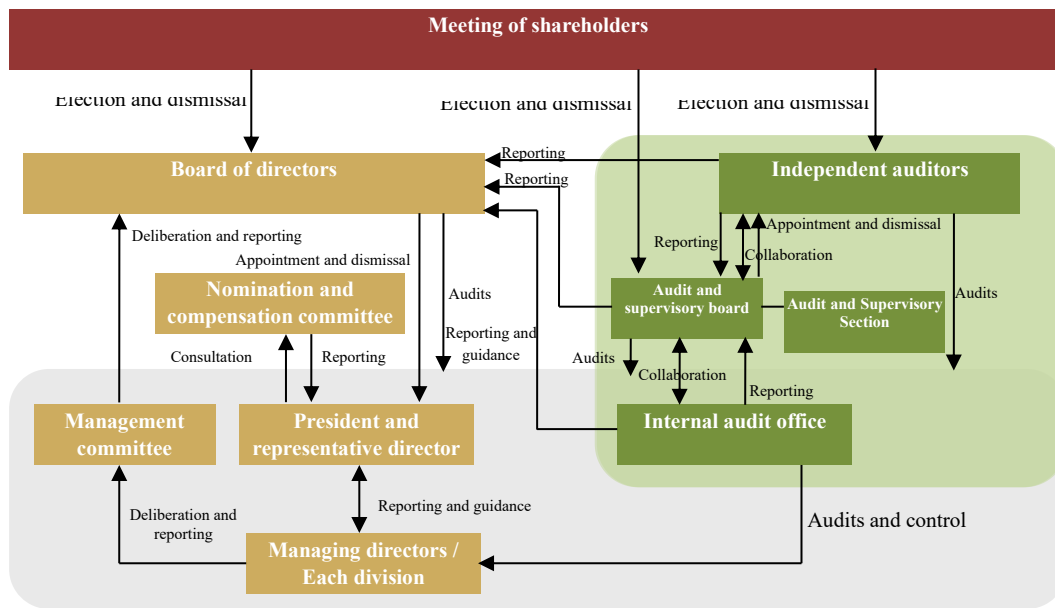 Meeting of shareholders
Election and dismissal
Election and dismissal
Election and dismissal
Board of directors
Reporting
Reporting
Independent auditors
Deliberation and reporting
Appointment and dismissal
Reporting
Appointment and dismissal
Collaboration
Nomination and
compensation committee
Audits
Audit and
supervisory board
Audit and Supervisory
Section
Audits
Consultation
Reporting
Reporting and
guidance
Audits
Collaboration
Reporting
Management
committee
President and
representative director
Internal audit office
Deliberation and
reporting
Reporting and guidance
Audits and control
Managing directors /
Each division